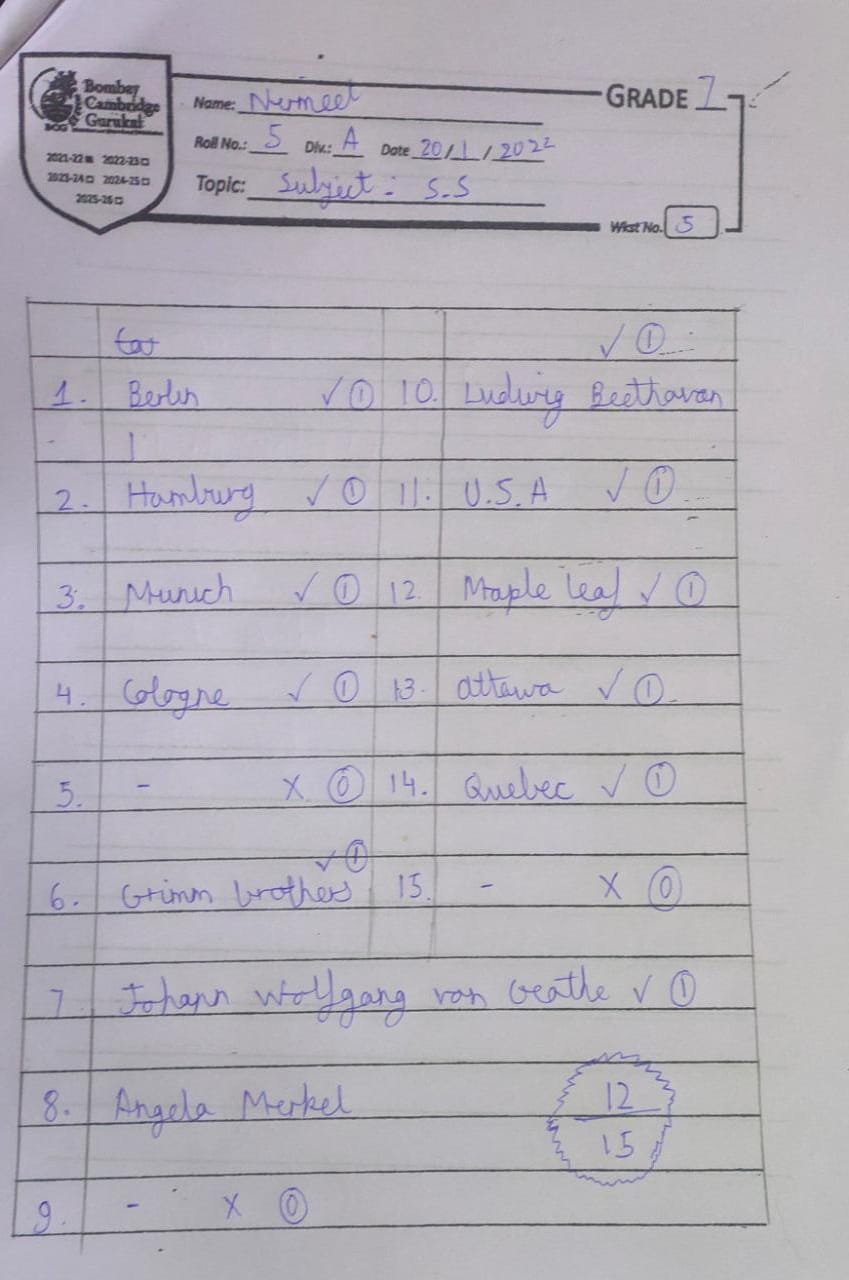 Bombay
Cambridge
Gurukul
BCG
2021-22 2022-23
2023-24 2024-25
2025-26
Name: Nirmeet
GRADE 7
Roll No.: 5 Div.: A Date 20/1/2022
Topic: Subject : S.S
Wkst No. 5
✓ ①
1. Berlin ✓ ① 10. Ludwig Beethavan
2. Hamburg ✓ ① 11. U.S.A ✓ ①
3. Munich ✓ ① 12. Maple leaf ✓ ①
4. Cologne ✓ ① 13. Ottawa ✓ ①
5. - X ⓪ 14. Quebec ✓ ①
✓ ①
6. Grimm brothers 15. - X ⓪
7 Johann Wolfgang von Geathe ✓ ①
8. Angela Merkel
12
15
9. - X ⓪